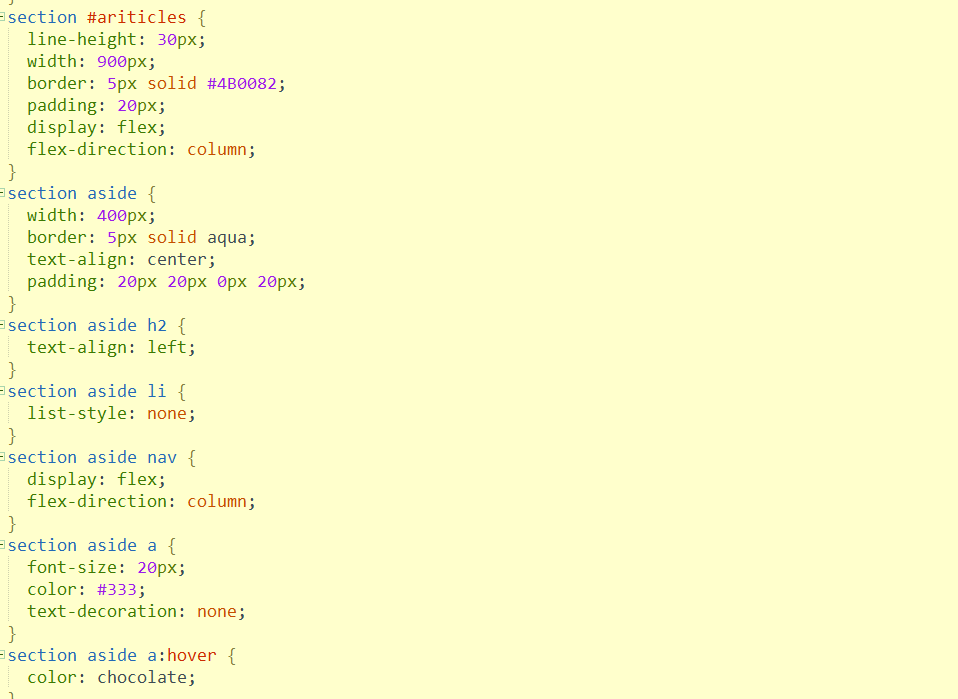 section #ariticles {
line-height: 30px;
width: 900px;
border: 5px solid #4B0082;
padding: 20px;
display: flex;
flex-direction: column;
}
section aside {
width: 400px;
border: 5px solid aqua;
text-align: center;
padding: 20px 20px 0px 20px;
}
section aside h2 {
text-align: left;
}
section aside li {
list-style: none;
}
section aside nav {
display: flex;
flex-direction: column;
}
section aside a {
font-size: 20px;
color: #333;
text-decoration: none;
}
section aside a:hover {
color: chocolate;
}